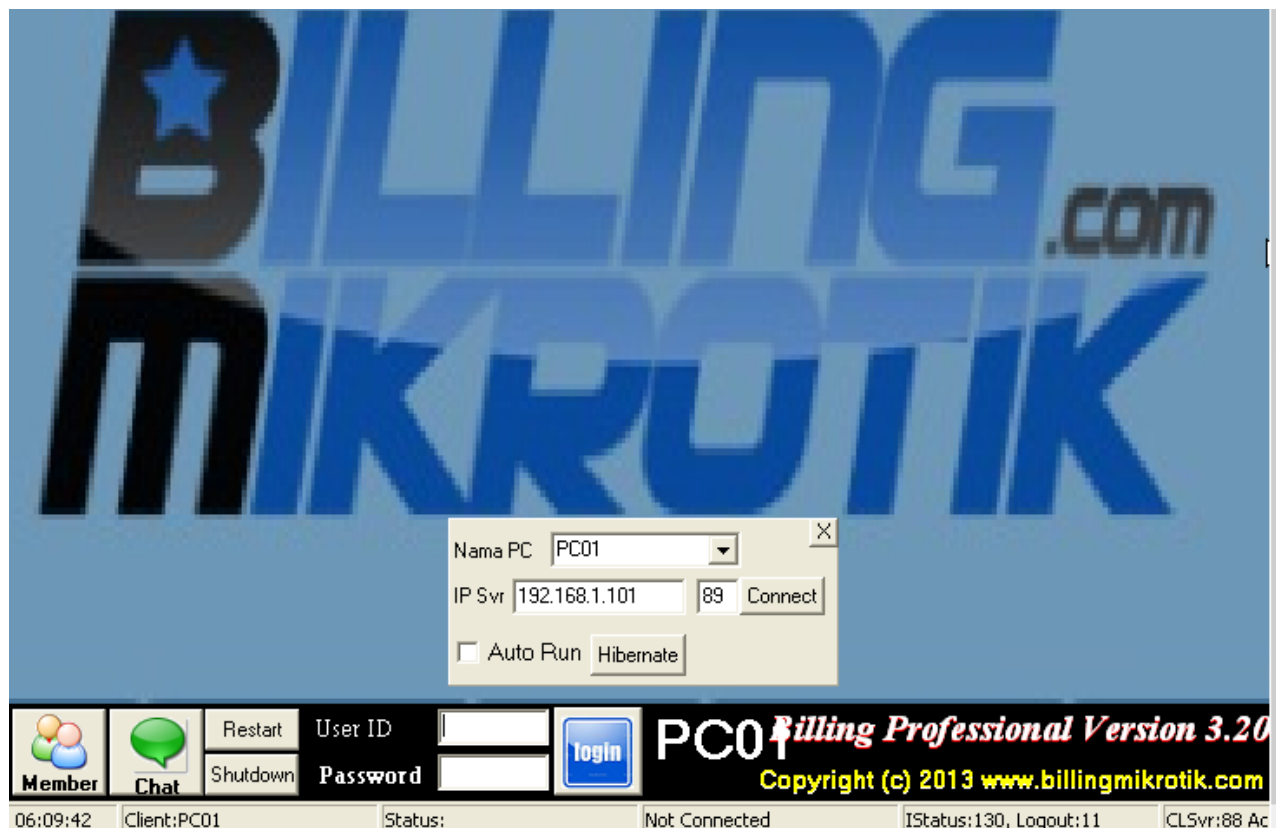 BILLING
.com
MIKROTIK
X
Nama PC PC01
IP Svr 192.168.1.101 89 Connect
Auto Run Hibernate
Member
Chat
Restart
Shutdown
User ID
Password
login
PC01
Billing Professional Version 3.20
Copyright (c) 2013 www.billingmikrotik.com
06:09:42 Client:PC01 Status: Not Connected IStatus:130, Logout:11 CLSvr:88 Ac